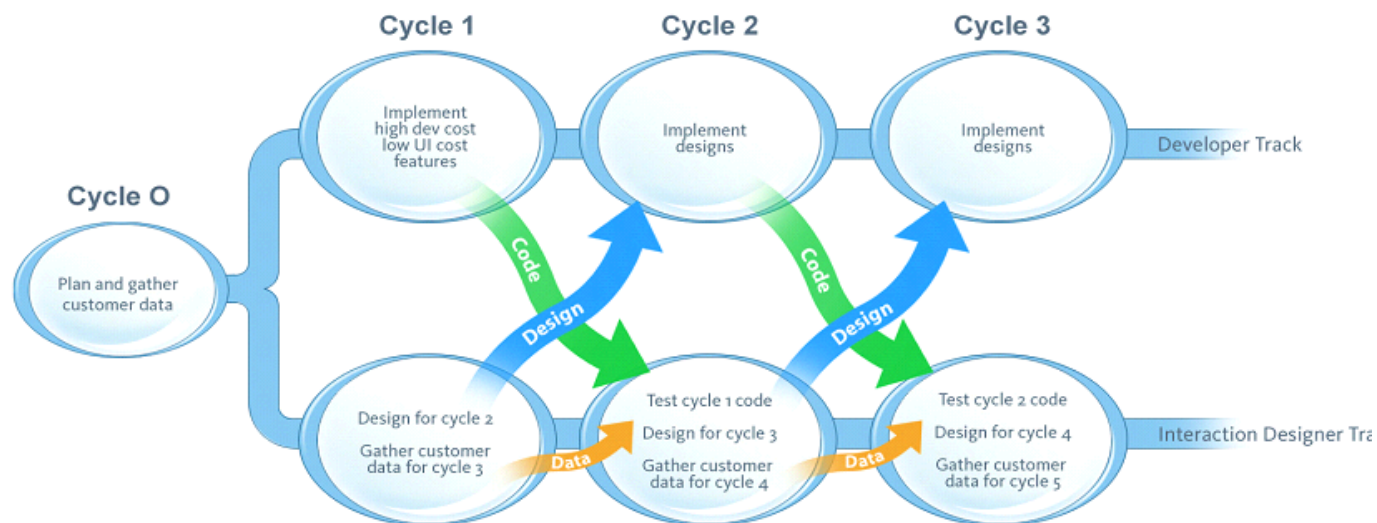 Cycle 1
Cycle 2
Cycle 3
Cycle O
Implement
high dev cost
low UI cost
features
Implement
designs
Implement
designs
Developer Track
Plan and gather
customer data
Code
Design
Code
Design
Design for cycle 2
Gather customer
data for cycle 3
Data
Test cycle 1 code
Design for cycle 3
Gather customer
data for cycle 4
Data
Test cycle 2 code
Design for cycle 4
Gather customer
data for cycle 5
Interaction Designer Tra